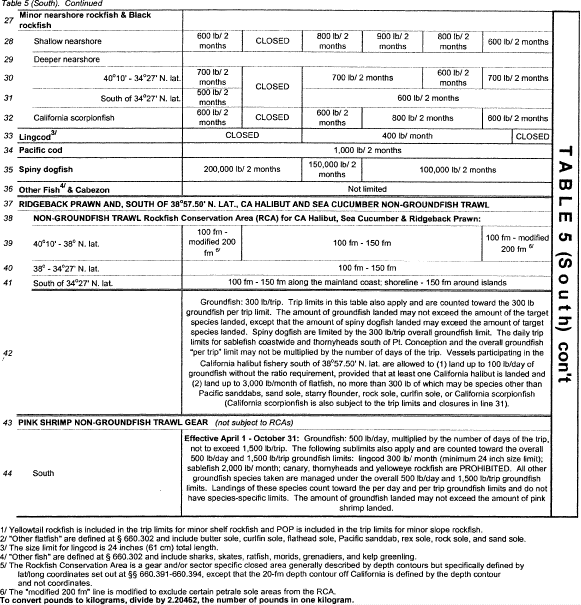 Table 5 (South). Continued
27 Minor nearshore rockfish & Black rockfish
28 Shallow nearshore 600 lb/ 2 months CLOSED 800 lb/ 2 months 900 lb/ 2 months 800 lb/ 2 months 600 lb/ 2 months
29 Deeper nearshore
30 40°10' - 34°27' N. lat. 700 lb/ 2 months CLOSED 700 lb/ 2 months 600 lb/ 2 months 700 lb/ 2 months
31 South of 34°27' N. lat. 500 lb/ 2 months 600 lb/ 2 months
32 California scorpionfish 600 lb/ 2 months CLOSED 600 lb/ 2 months 800 lb/ 2 months 600 lb/ 2 months
33 Lingcod3/ CLOSED 400 lb/ month CLOSED
34 Pacific cod 1,000 lb/ 2 months
35 Spiny dogfish 200,000 lb/ 2 months 150,000 lb/ 2 months 100,000 lb/ 2 months
36 Other Fish4/ & Cabezon Not limited
37 RIDGEBACK PRAWN AND, SOUTH OF 38°57.50' N. LAT., CA HALIBUT AND SEA CUCUMBER NON-GROUNDFISH TRAWL
38 NON-GROUNDFISH TRAWL Rockfish Conservation Area (RCA) for CA Halibut, Sea Cucumber & Ridgeback Prawn:
39 40°10' - 38° N. lat. 100 fm - modified 200 fm 6/ 100 fm - 150 fm 100 fm - modified 200 fm 6/
40 38° - 34°27' N. lat. 100 fm - 150 fm
41 South of 34°27' N. lat. 100 fm - 150 fm along the mainland coast; shoreline - 150 fm around islands
42
Groundfish: 300 lb/trip. Trip limits in this table also apply and are counted toward the 300 lb
groundfish per trip limit. The amount of groundfish landed may not exceed the amount of the target
species landed, except that the amount of spiny dogfish landed may exceed the amount of target
species landed. Spiny dogfish are limited by the 300 lb/trip overall groundfish limit. The daily trip
limits for sablefish coastwide and thornyheads south of Pt. Conception and the overall groundfish
"per trip" limit may not be multiplied by the number of days of the trip. Vessels participating in the
California halibut fishery south of 38°57.50' N. lat. are allowed to (1) land up to 100 lb/day of
groundfish without the ratio requirement, provided that at least one California halibut is landed and
(2) land up to 3,000 lb/month of flatfish, no more than 300 lb of which may be species other than
Pacific sanddabs, sand sole, starry flounder, rock sole, curlfin sole, or California scorpionfish
(California scorpionfish is also subject to the trip limits and closures in line 31).
43 PINK SHRIMP NON-GROUNDFISH TRAWL GEAR (not subject to RCAs)
44 South
Effective April 1 - October 31: Groundfish: 500 lb/day, multiplied by the number of days of the trip,
not to exceed 1,500 lb/trip. The following sublimits also apply and are counted toward the overall
500 lb/day and 1,500 lb/trip groundfish limits: lingcod 300 lb/ month (minimum 24 inch size limit);
sablefish 2,000 lb/ month; canary, thornyheads and yelloweye rockfish are PROHIBITED. All other
groundfish species taken are managed under the overall 500 lb/day and 1,500 lb/trip groundfish
limits. Landings of these species count toward the per day and per trip groundfish limits and do not
have species-specific limits. The amount of groundfish landed may not exceed the amount of pink
shrimp landed.
TABLE 5 (South) con't
1/ Yellowtail rockfish is included in the trip limits for minor shelf rockfish and POP is included in the trip limits for minor slope rockfish.
2/ "Other flatfish" are defined at § 660.302 and include butter sole, curlfin sole, flathead sole, Pacific sanddab, rex sole, rock sole, and sand sole.
3/ The size limit for lingcod is 24 inches (61 cm) total length.
4/ "Other fish" are defined at § 660.302 and include sharks, skates, ratfish, morids, grenadiers, and kelp greenling.
5/ The Rockfish Conservation Area is a gear and/or sector specific closed area generally described by depth contours but specifically defined by
lat/long coordinates set out at §§ 660.391-660.394, except that the 20-fm depth contour off California is defined by the depth contour
and not coordinates.
6/ The "modified 200 fm" line is modified to exclude certain petrale sole areas from the RCA.
To convert pounds to kilograms, divide by 2.20462, the number of pounds in one kilogram.